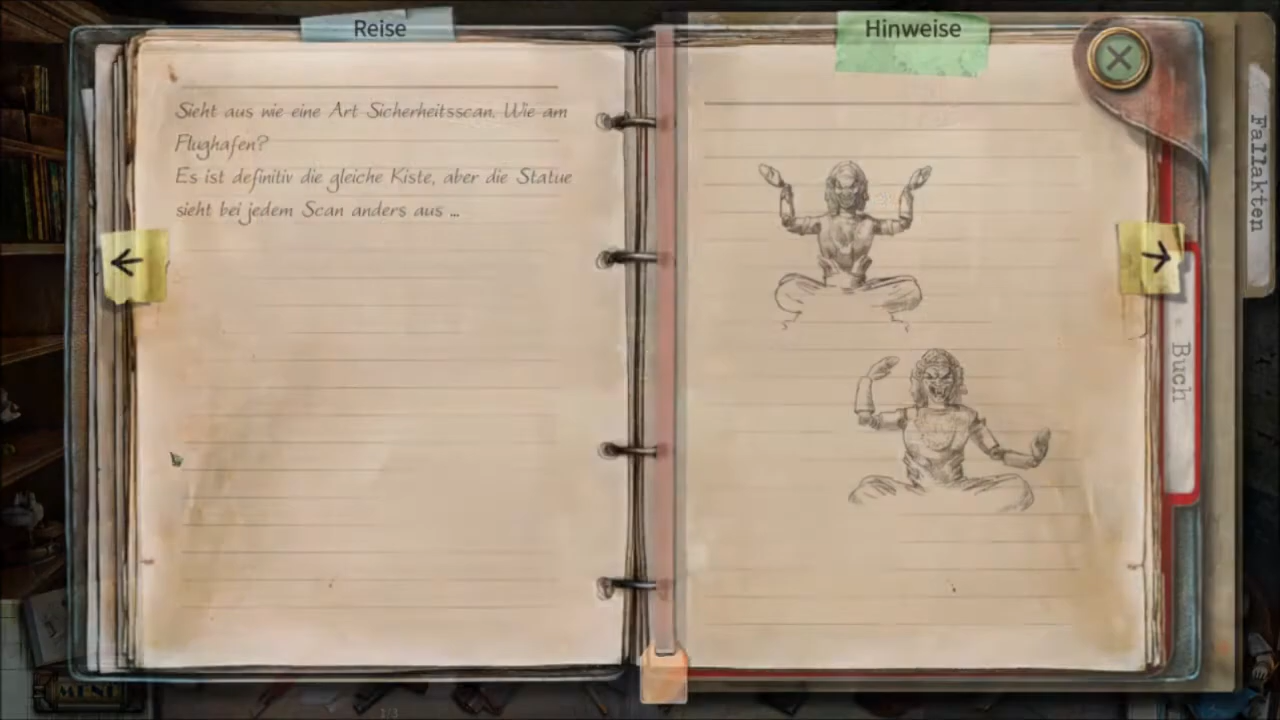 Reise
Hinweise
Sieht aus wie eine Art Sicherheitsscan. Wie am
Flughafen?
Es ist definitiv die gleiche Kiste, aber die Statue
sieht bei jedem Scan anders aus ...
Fallakten
Buch
MENÜ